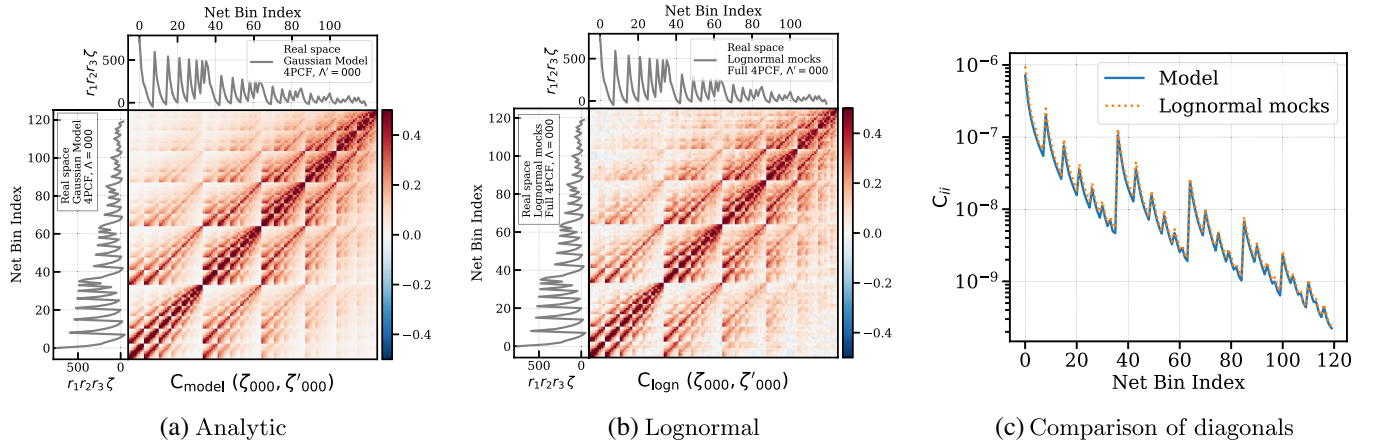 Net Bin Index
0 20 40 60 80 100
Real space
Gaussian Model
4PCF, Λ′ = 000
500
0
r₁r₂r₃ ζ
120
100
80
60
40
20
0
Net Bin Index
Real space
Gaussian Model
4PCF, Λ = 000
500 0
r₁r₂r₃ ζ
C_model (ζ₀₀₀, ζ′₀₀₀)
0.4
0.2
0.0
−0.2
−0.4
(a) Analytic
Net Bin Index
0 20 40 60 80 100
Real space
Lognormal mocks
Full 4PCF, Λ′ = 000
500
0
r₁r₂r₃ ζ
120
100
80
60
40
20
0
Net Bin Index
Real space
Lognormal mocks
Full 4PCF, Λ = 000
500 0
r₁r₂r₃ ζ
C_logn (ζ₀₀₀, ζ′₀₀₀)
0.4
0.2
0.0
−0.2
−0.4
(b) Lognormal
Model
Lognormal mocks
10⁻⁶
10⁻⁷
10⁻⁸
10⁻⁹
C_ii
0 20 40 60 80 100 120
Net Bin Index
(c) Comparison of diagonals